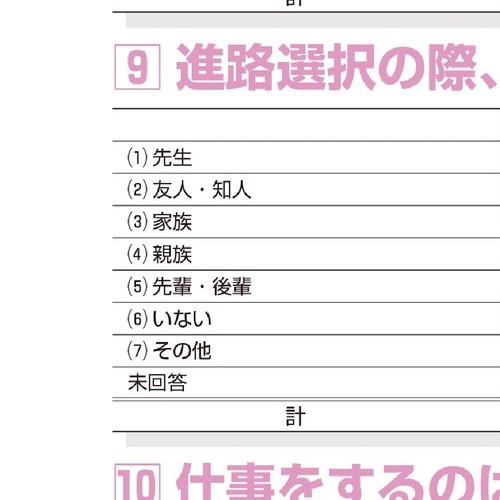 計
9 進路選択の際、
(1) 先生
(2) 友人・知人
(3) 家族
(4) 親族
(5) 先輩・後輩
(6) いない
(7) その他
未回答
計
10 仕事をするのは